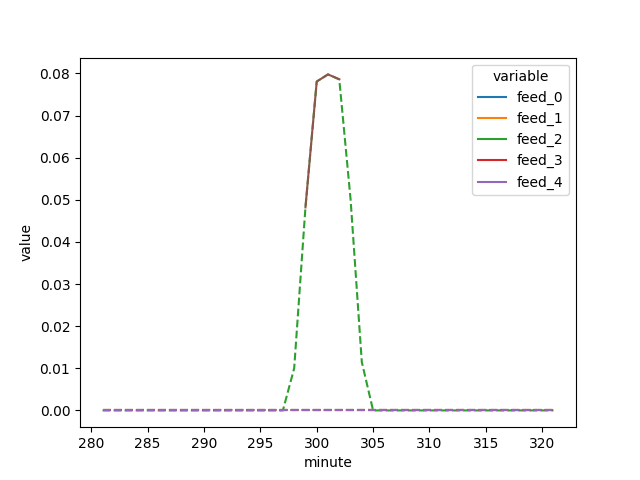 variable
feed_0
feed_1
feed_2
feed_3
feed_4
0.08
0.07
0.06
0.05
0.04
0.03
0.02
0.01
0.00
value
280 285 290 295 300 305 310 315 320
minute